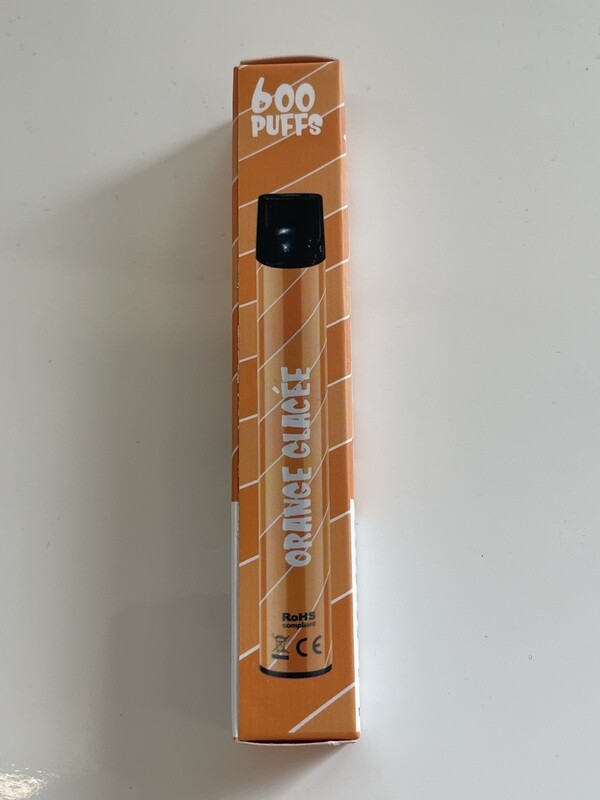 600
PUFFS
ORANGE GLACÉE
RoHS
compliant
CE